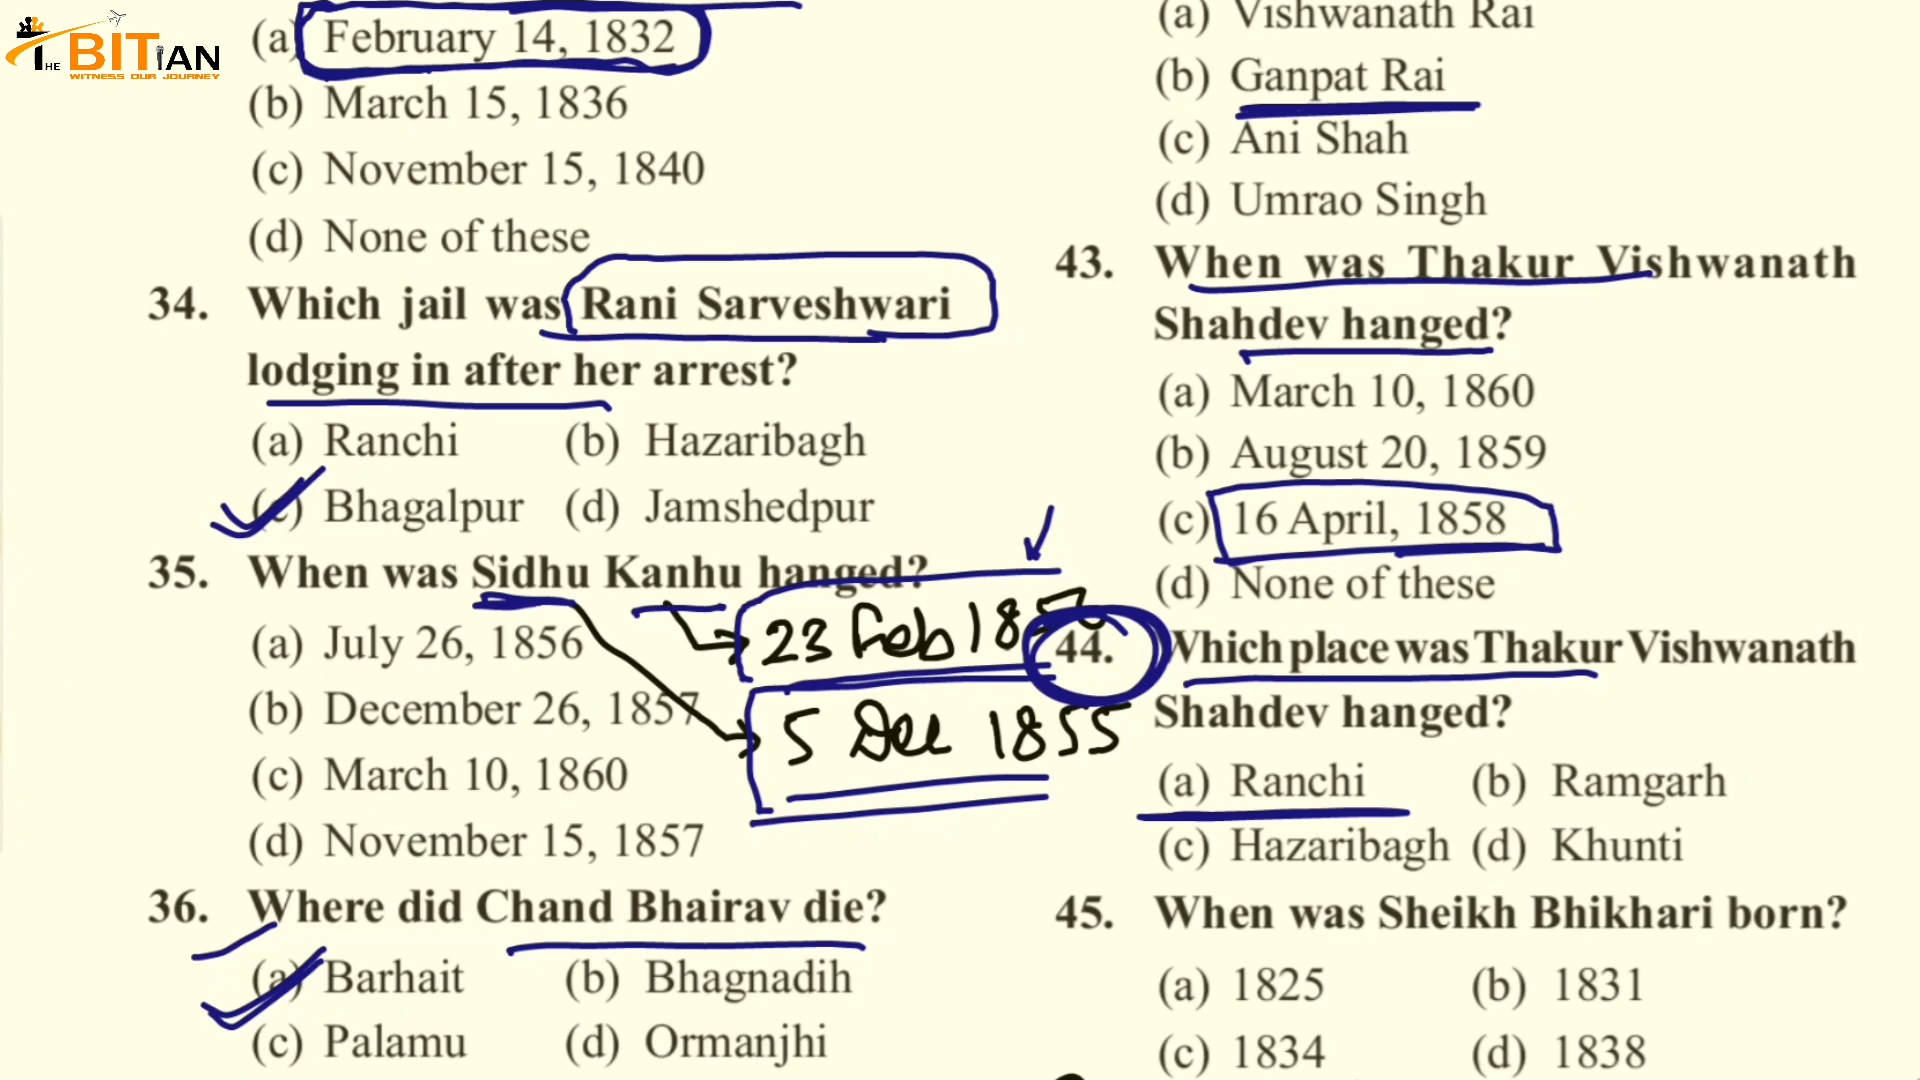 THE BITIAN
WITNESS OUR JOURNEY
(a) February 14, 1832
(b) March 15, 1836
(c) November 15, 1840
(d) None of these
34. Which jail was Rani Sarveshwari
lodging in after her arrest?
(a) Ranchi (b) Hazaribagh
(c) Bhagalpur (d) Jamshedpur
35. When was Sidhu Kanhu hanged?
(a) July 26, 1856
(b) December 26, 1857
(c) March 10, 1860
(d) November 15, 1857
23 Feb
5 Dec 1855
36. Where did Chand Bhairav die?
(a) Barhait (b) Bhagnadih
(c) Palamu (d) Ormanjhi
(a) Vishwanath Rai
(b) Ganpat Rai
(c) Ani Shah
(d) Umrao Singh
43. When was Thakur Vishwanath
Shahdev hanged?
(a) March 10, 1860
(b) August 20, 1859
(c) 16 April, 1858
(d) None of these
44. Which place was Thakur Vishwanath
Shahdev hanged?
(a) Ranchi (b) Ramgarh
(c) Hazaribagh (d) Khunti
45. When was Sheikh Bhikhari born?
(a) 1825 (b) 1831
(c) 1834 (d) 1838